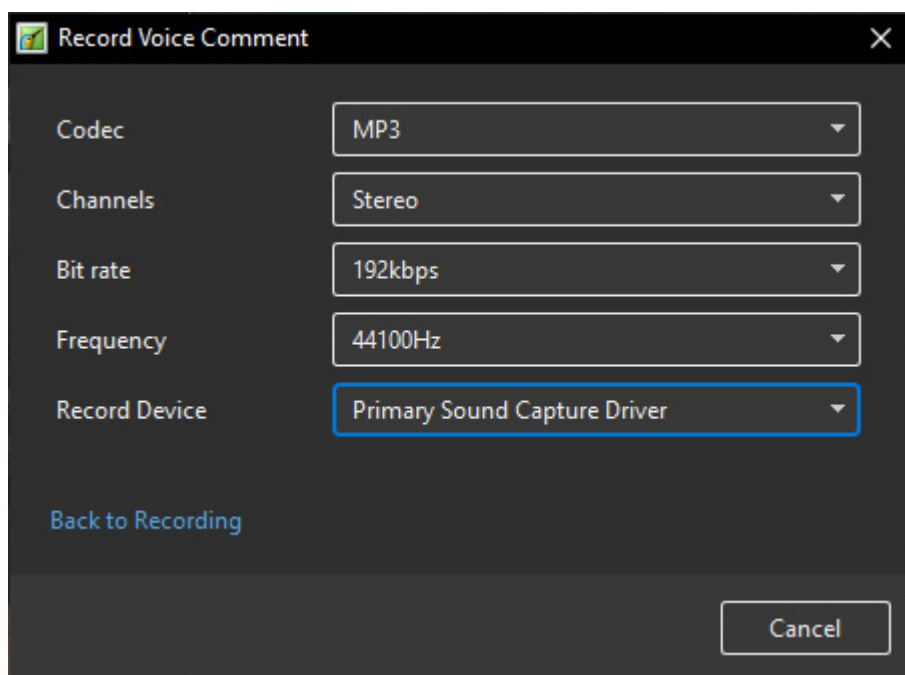 Record Voice Comment
Codec MP3
Channels Stereo
Bit rate 192kbps
Frequency 44100Hz
Record Device Primary Sound Capture Driver
Back to Recording
Cancel